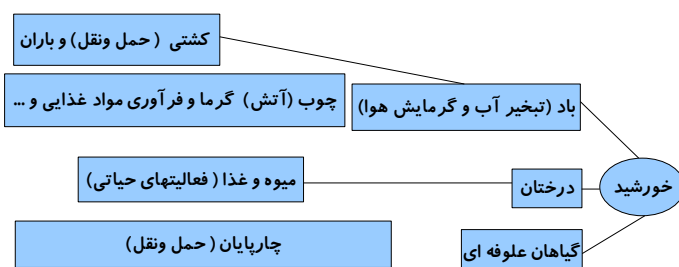 کشتی ( حمل ونقل) و باران
چوب (آتش) گرما و فرآوری مواد غذایی و ...
باد (تبخیر آب و گرمایش هوا)
میوه و غذا ( فعالیتهای حیاتی)
درختان
خورشید
چارپایان ( حمل ونقل)
گیاهان علوفه ای